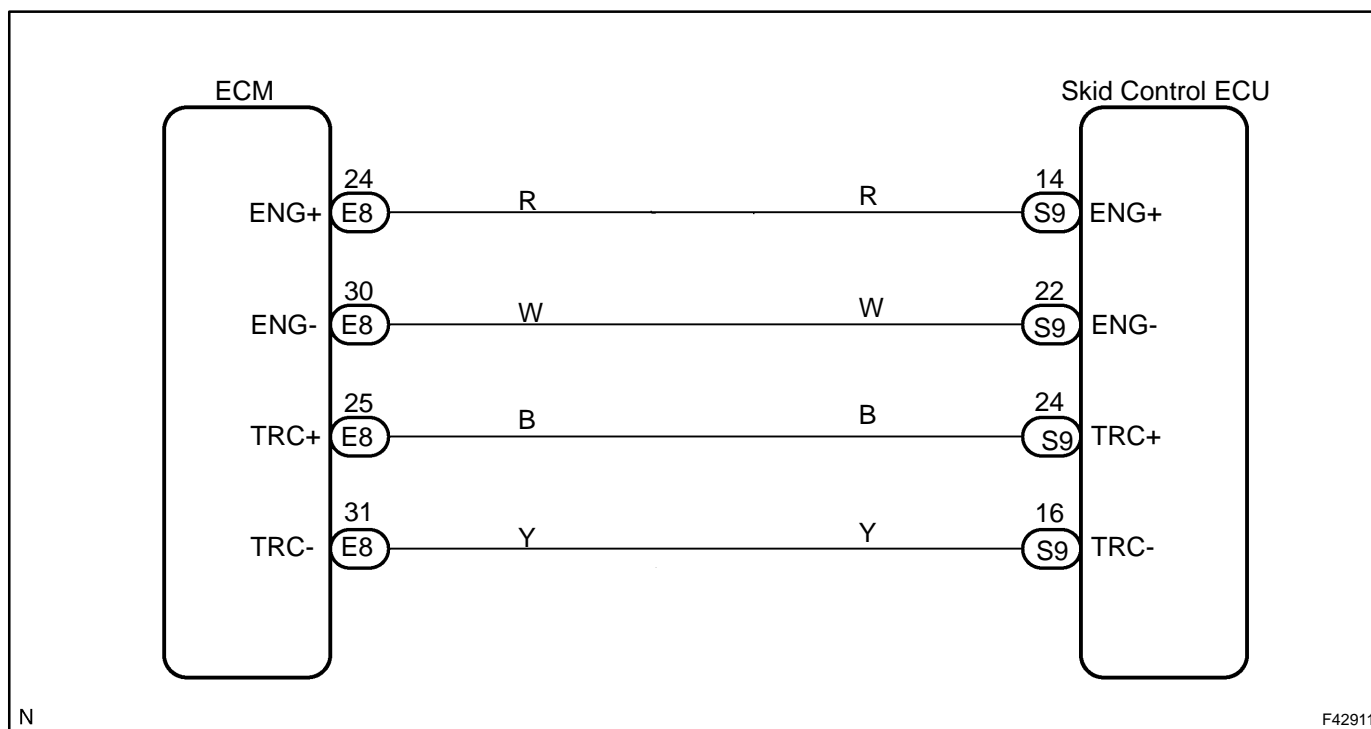 ECM
Skid Control ECU
24
14
ENG+ E8 R R S9 ENG+
30
22
ENG- E8 W W S9 ENG-
25
24
TRC+ E8 B B S9 TRC+
31
16
TRC- E8 Y Y S9 TRC-
N
F42911